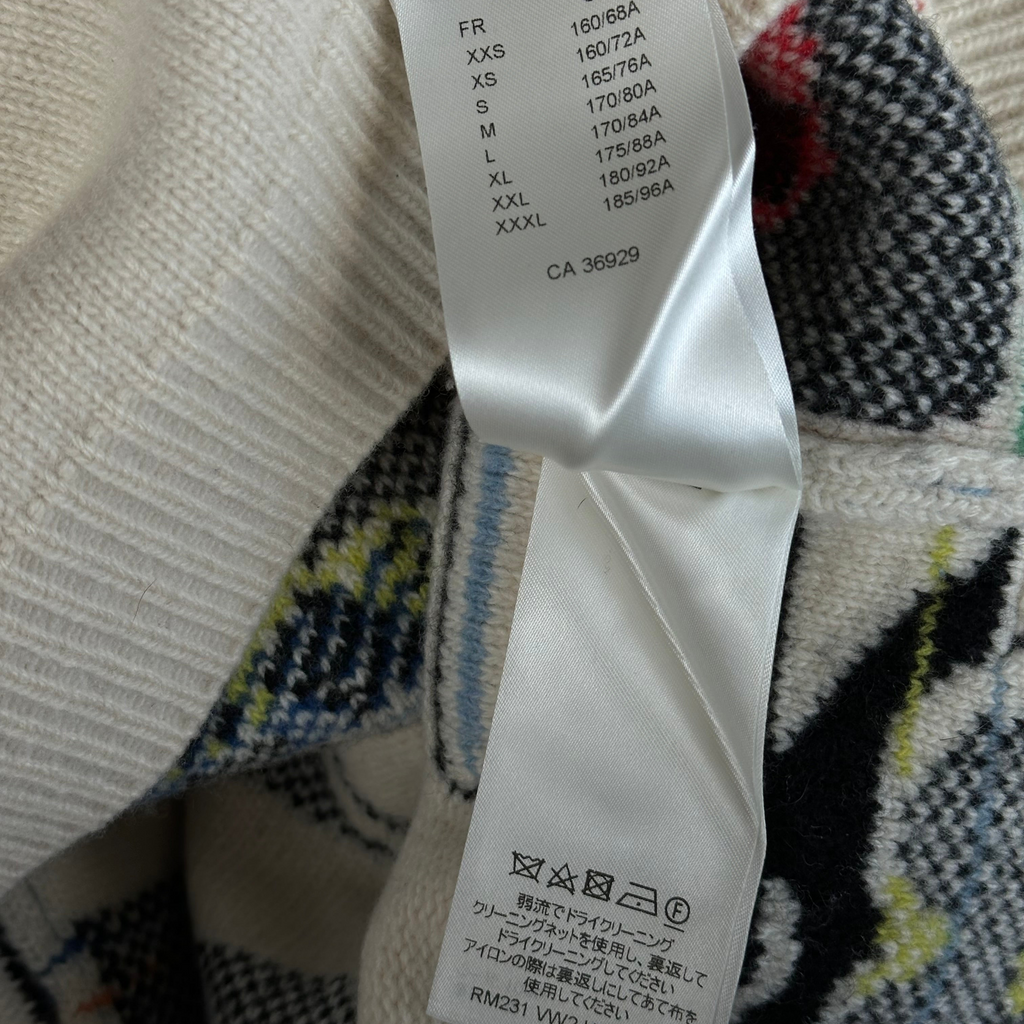 FR
XXS 160/68A
XS 160/72A
S 165/76A
M 170/80A
L 170/84A
XL 175/88A
XXL 180/92A
XXXL 185/96A
CA 36929
弱流でドライクリーニング
クリーニングネットを使用し、裏返して
ドライクリーニングしてください
アイロンの際は裏返しにしてあて布を
使用してください
RM231